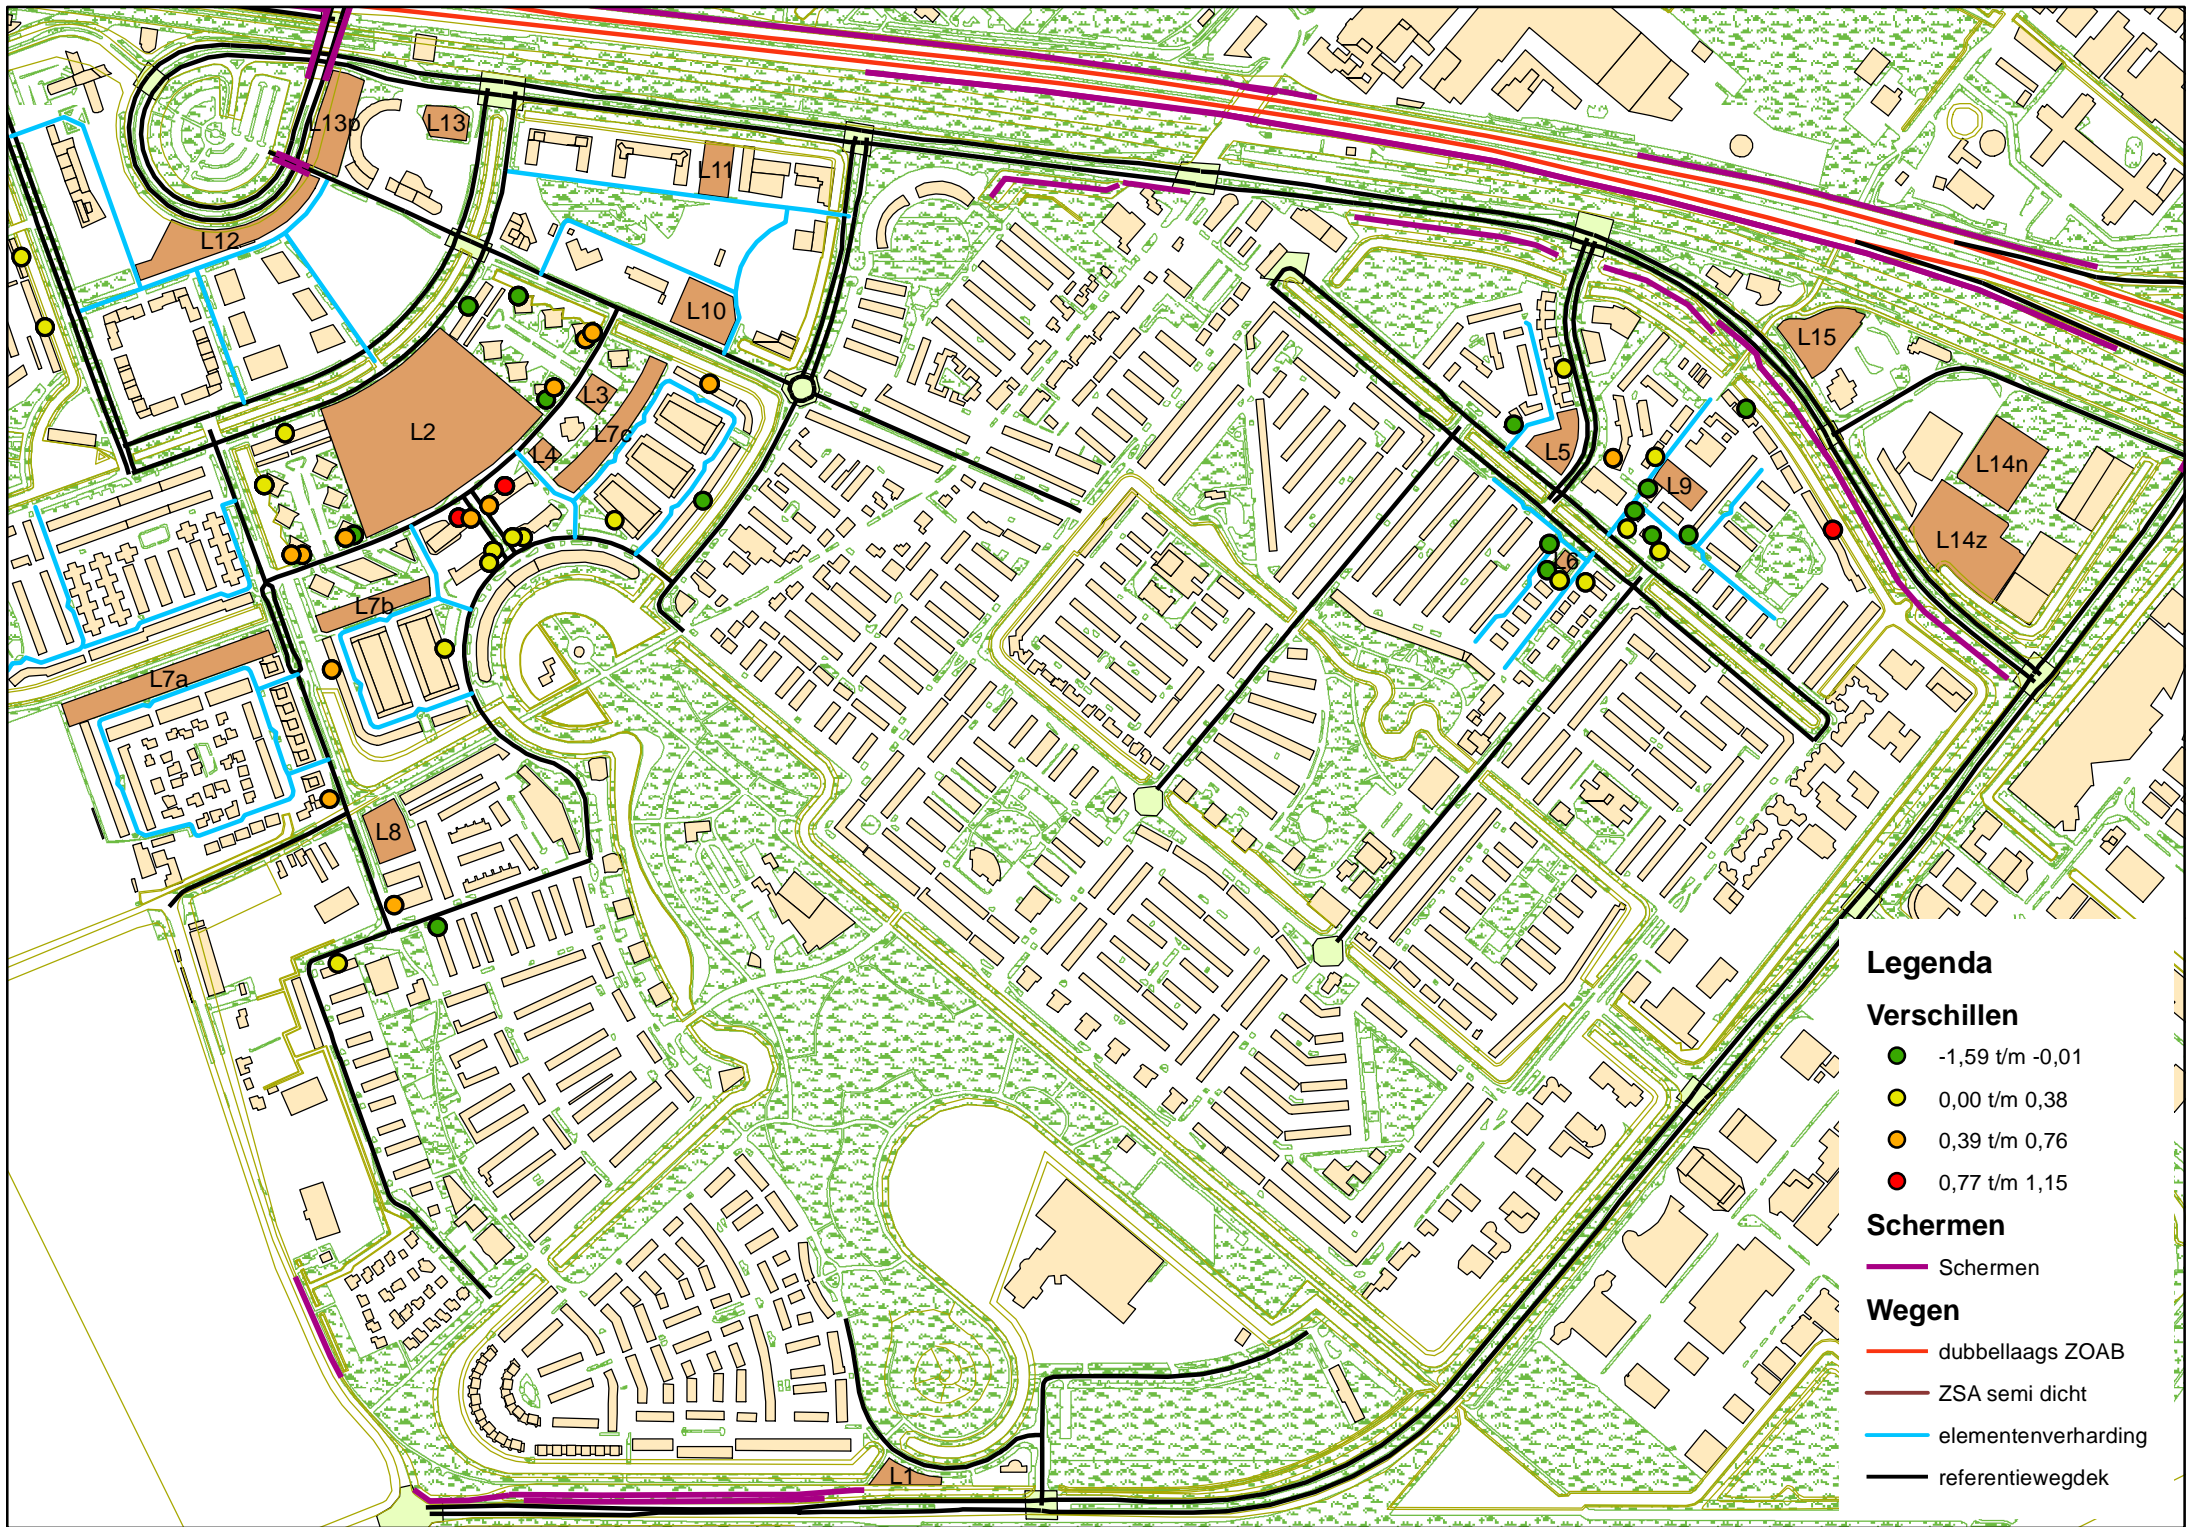 L13p
L13
L11
L12
L10
L15
L3
L2
L7c
L4
L5
L9
L14n
L14z
L6
L7b
L7a
L8
L1
Legenda
Verschillen
-1,59 t/m -0,01
0,00 t/m 0,38
0,39 t/m 0,76
0,77 t/m 1,15
Schermen
Schermen
Wegen
dubbellaags ZOAB
ZSA semi dicht
elementenverharding
referentiewegdek